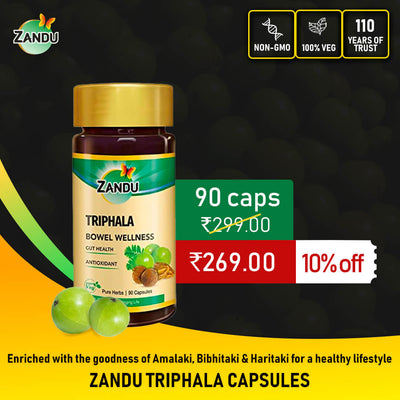 ZANDU
NON-GMO
100% VEG
110
YEARS OF
TRUST
ZANDU
TRIPHALA
BOWEL WELLNESS
GUT HEALTH
ANTIOXIDANT
Pure Herbs | 90 Capsules
90 caps
₹299.00
₹269.00
10% off
Enriched with the goodness of Amalaki, Bibhitaki & Haritaki for a healthy lifestyle
ZANDU TRIPHALA CAPSULES